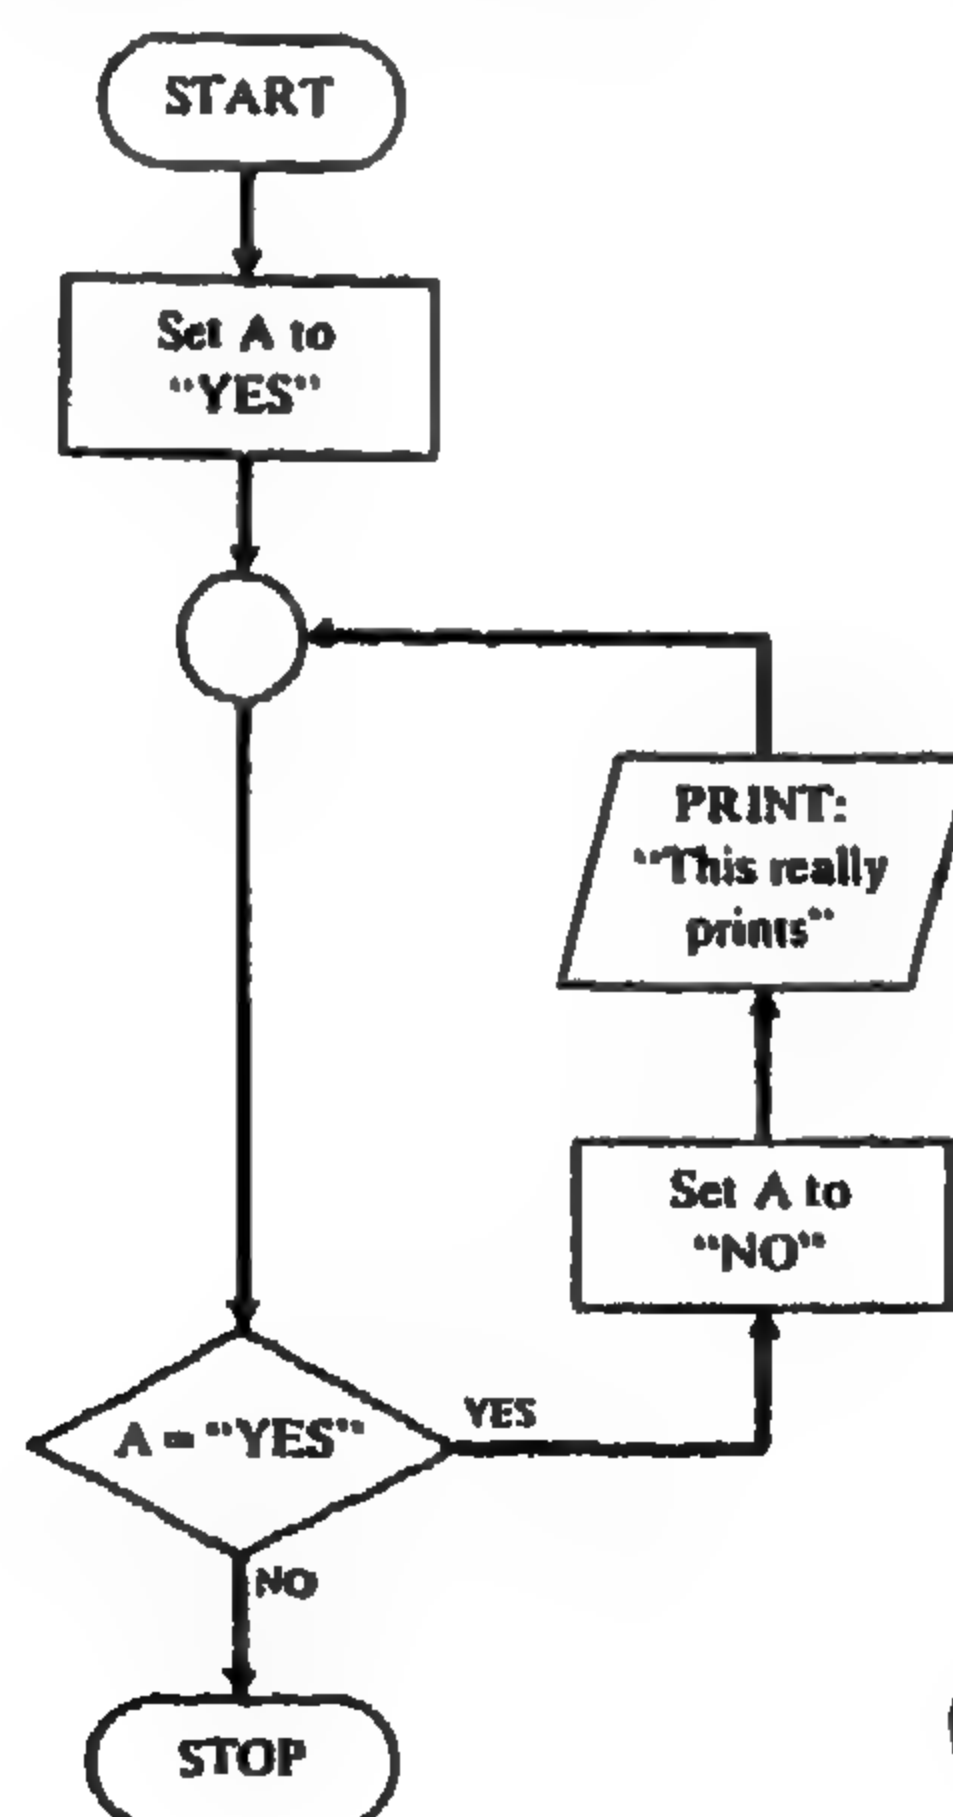 START
Set A to
“YES”
PRINT:
“This really
prints”
Set A to
“NO”
A = “YES”
YES
NO
STOP